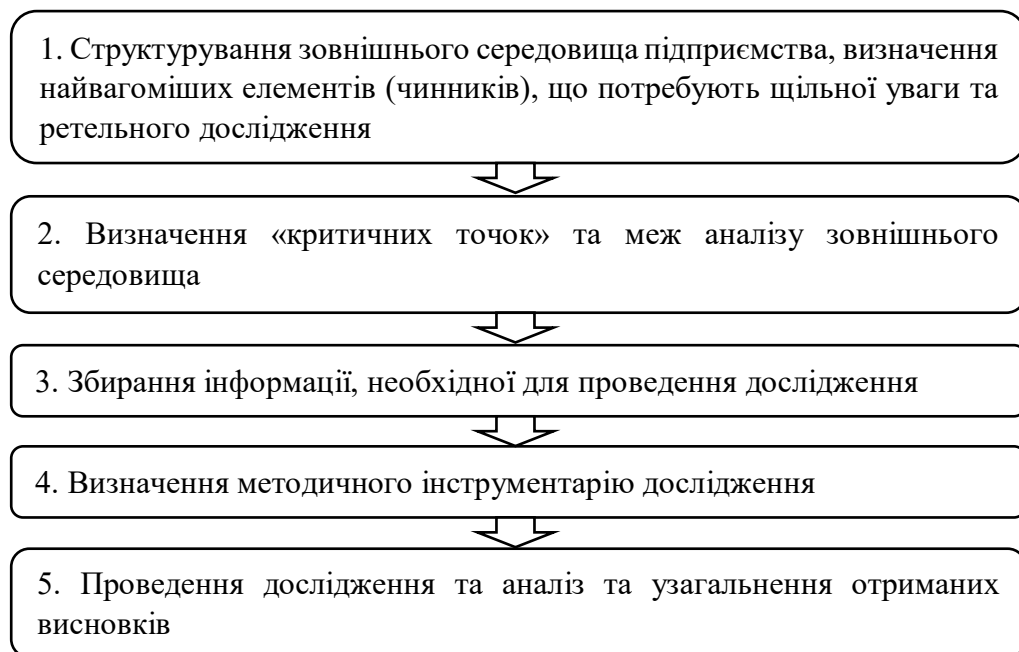 1. Структурування зовнішнього середовища підприємства, визначення
найвагоміших елементів (чинників), що потребують щільної уваги та
ретельного дослідження
2. Визначення «критичних точок» та меж аналізу зовнішнього
середовища
3. Збирання інформації, необхідної для проведення дослідження
4. Визначення методичного інструментарію дослідження
5. Проведення дослідження та аналіз та узагальнення отриманих
висновків